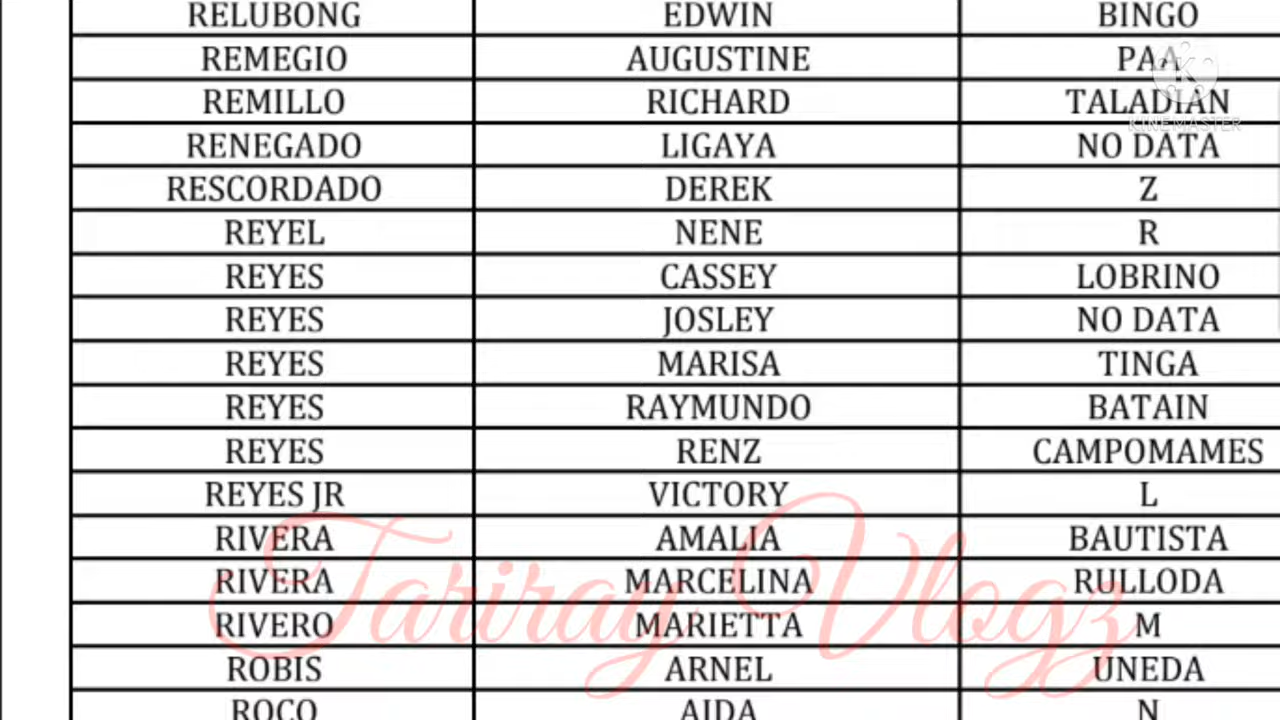 RELUBONG EDWIN BINGO
REMEGIO AUGUSTINE PAA
REMILLO RICHARD TALADIAN
RENEGADO LIGAYA NO DATA
RESCORDADO DEREK Z
REYEL NENE R
REYES CASSEY LOBRINO
REYES JOSLEY NO DATA
REYES MARISA TINGA
REYES RAYMUNDO BATAIN
REYES RENZ CAMPOMAMES
REYES JR VICTORY L
RIVERA AMALIA BAUTISTA
RIVERA MARCELINA RULLODA
RIVERO MARIETTA M
ROBIS ARNEL UNEDA
ROCO AIDA N
K
KINEMASTER
Tariray Vlogz